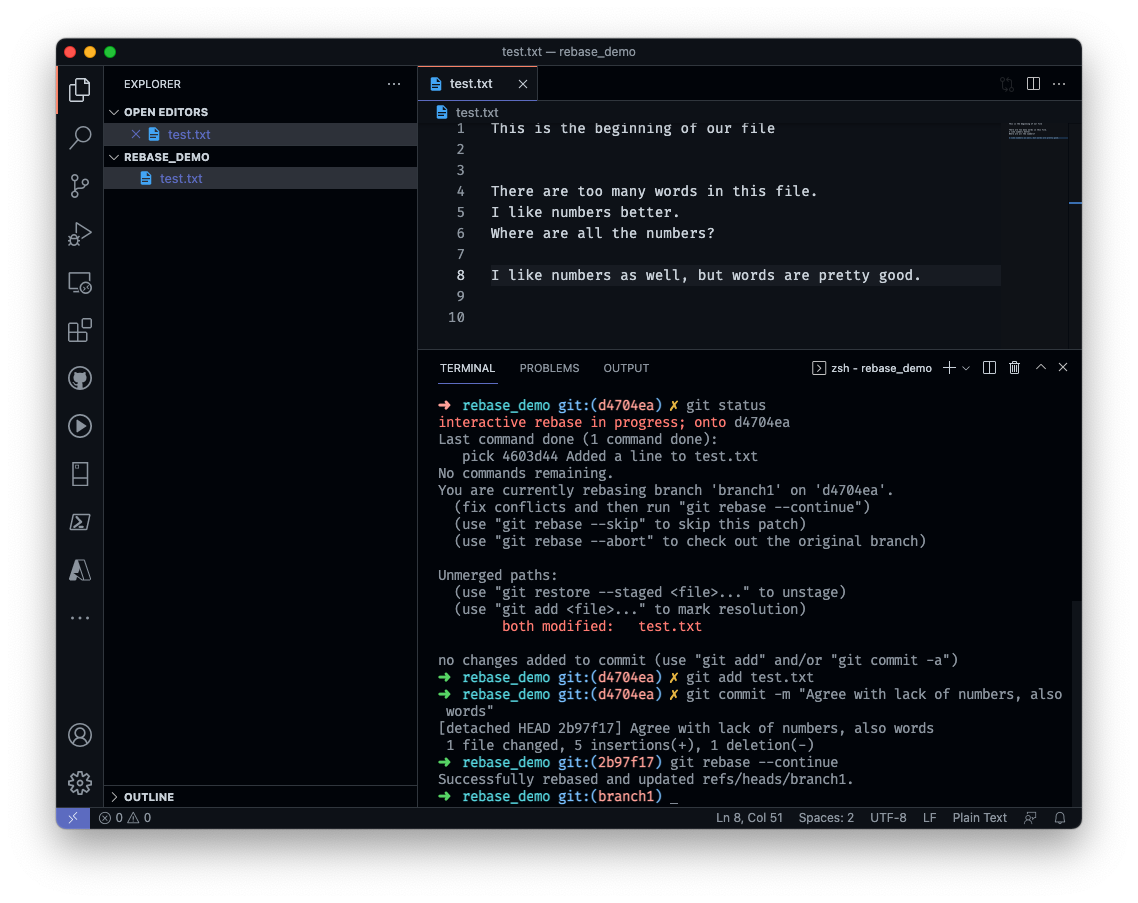 test.txt — rebase_demo
EXPLORER
OPEN EDITORS
test.txt
REBASE_DEMO
test.txt
OUTLINE
test.txt
test.txt
1 This is the beginning of our file
2
3
4 There are too many words in this file.
5 I like numbers better.
6 Where are all the numbers?
7
8 I like numbers as well, but words are pretty good.
9
10
TERMINAL PROBLEMS OUTPUT zsh - rebase_demo
➜ rebase_demo git:(d4704ea) ✗ git status
interactive rebase in progress; onto d4704ea
Last command done (1 command done):
pick 4603d44 Added a line to test.txt
No commands remaining.
You are currently rebasing branch 'branch1' on 'd4704ea'.
(fix conflicts and then run "git rebase --continue")
(use "git rebase --skip" to skip this patch)
(use "git rebase --abort" to check out the original branch)
Unmerged paths:
(use "git restore --staged <file>..." to unstage)
(use "git add <file>..." to mark resolution)
both modified: test.txt
no changes added to commit (use "git add" and/or "git commit -a")
➜ rebase_demo git:(d4704ea) ✗ git add test.txt
➜ rebase_demo git:(d4704ea) ✗ git commit -m "Agree with lack of numbers, also
words"
[detached HEAD 2b97f17] Agree with lack of numbers, also words
1 file changed, 5 insertions(+), 1 deletion(-)
➜ rebase_demo git:(2b97f17) git rebase --continue
Successfully rebased and updated refs/heads/branch1.
➜ rebase_demo git:(branch1) _
0 0 Ln 8, Col 51 Spaces: 2 UTF-8 LF Plain Text